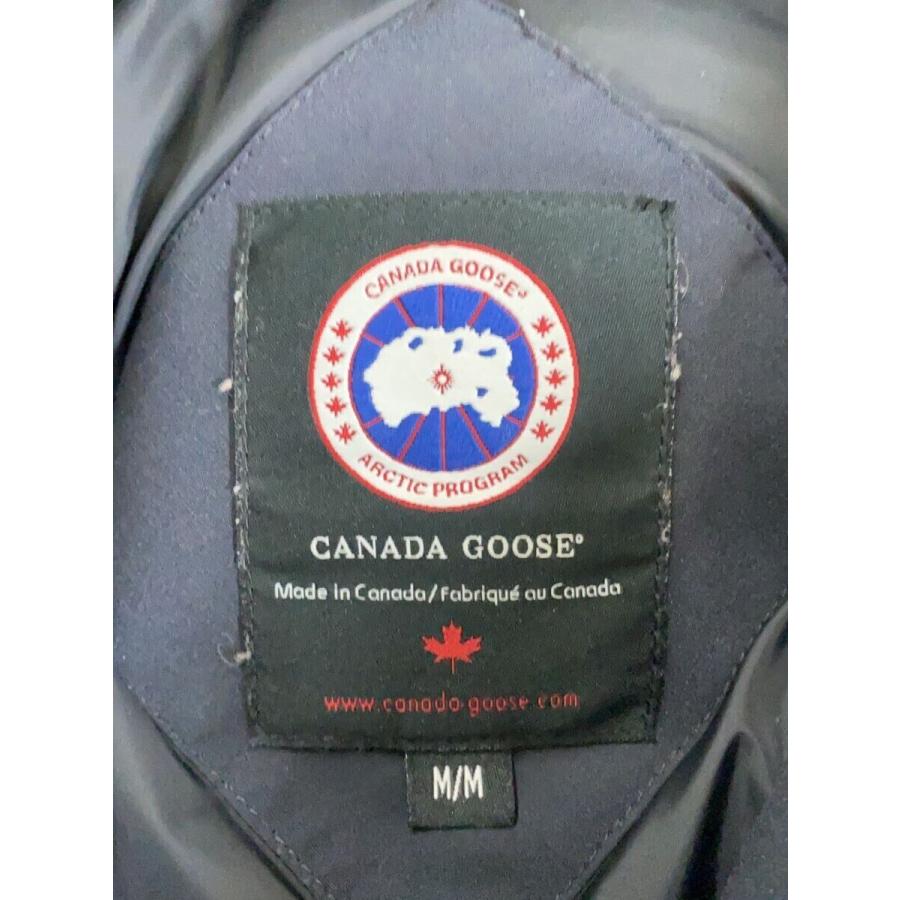 CANADA GOOSE®
ARCTIC PROGRAM
CANADA GOOSE®
Made in Canada/Fabriqué au Canada
www.canada-goose.com
M/M